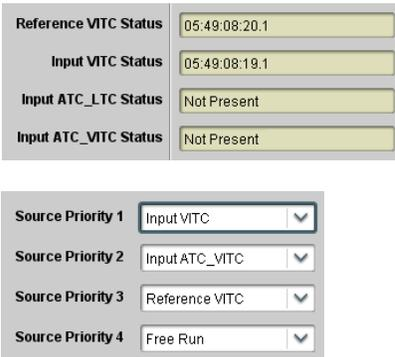 Reference VITC Status 05:49:08:20.1
Input VITC Status 05:49:08:19.1
Input ATC_LTC Status Not Present
Input ATC_VITC Status Not Present
Source Priority 1 Input VITC
Source Priority 2 Input ATC_VITC
Source Priority 3 Reference VITC
Source Priority 4 Free Run